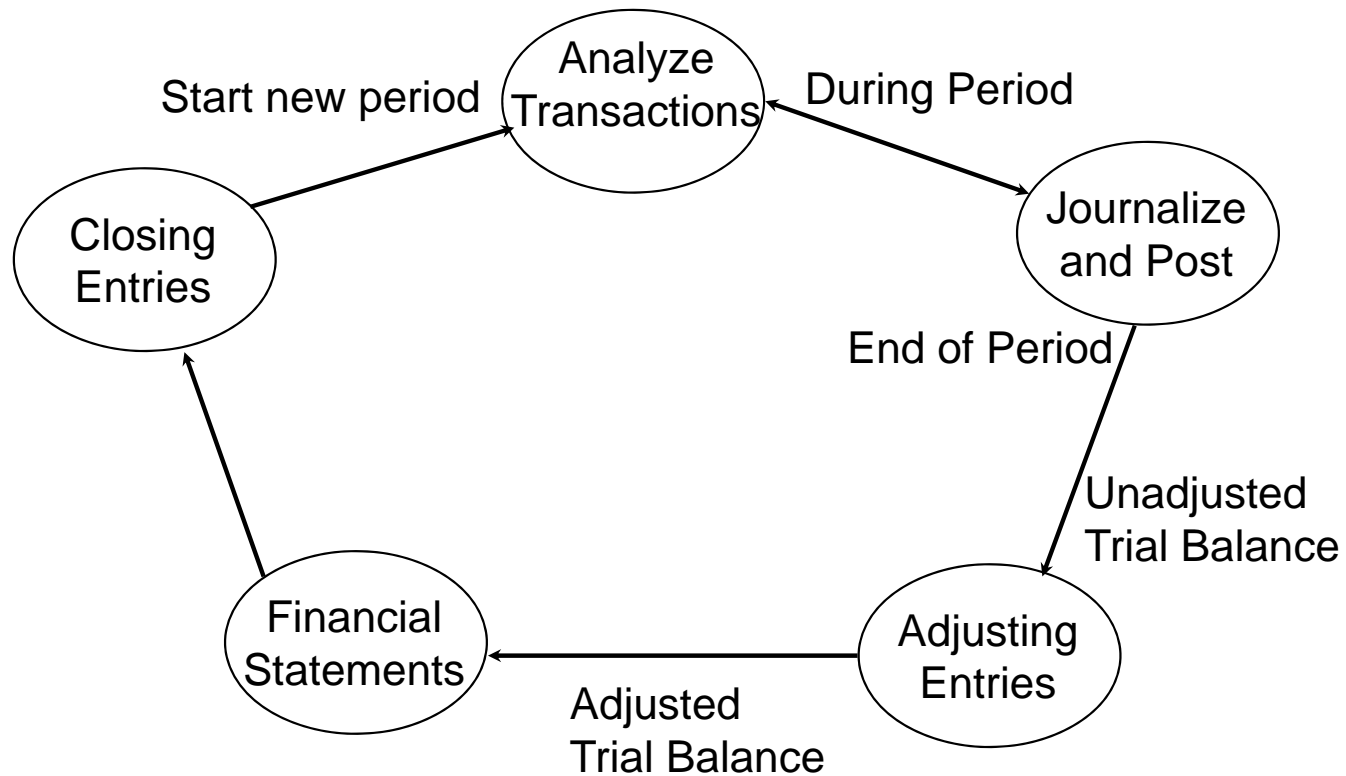 Analyze
Transactions
During Period
Start new period
Journalize
and Post
Closing
Entries
End of Period
Unadjusted
Trial Balance
Adjusting
Entries
Financial
Statements
Adjusted
Trial Balance